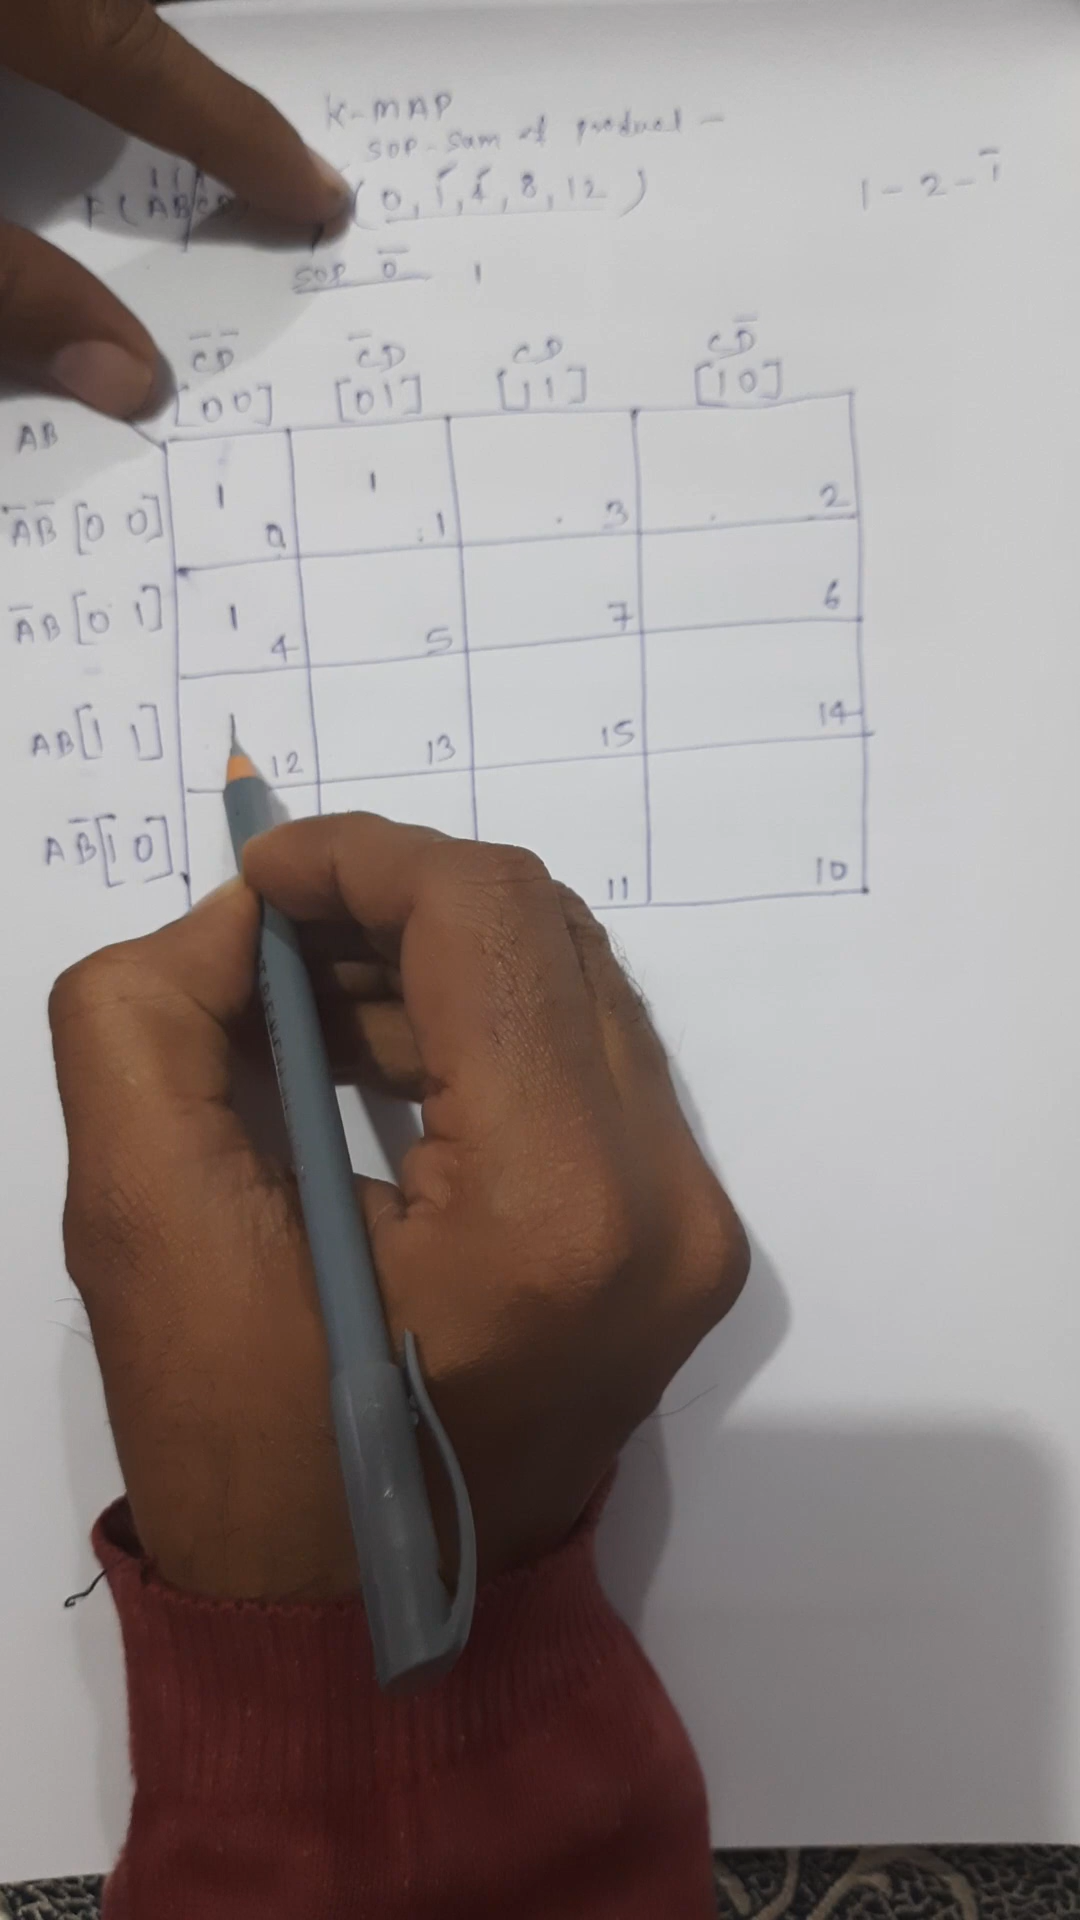 K-MAP
SOP-Sum of product -
F(AB ( 0, 1, 4, 8, 12 ) 1-2-1̅
SOP 0̅ 1
C̅D̅ C̅D CD CD̅
[00] [01] [11] [10]
AB
A̅B̅ [0 0] 1 0 1 1 3 2
A̅B [0 1] 1 4 5 7 6
AB [1 1] 1 12 13 15 14
AB̅ [1 0] 11 10